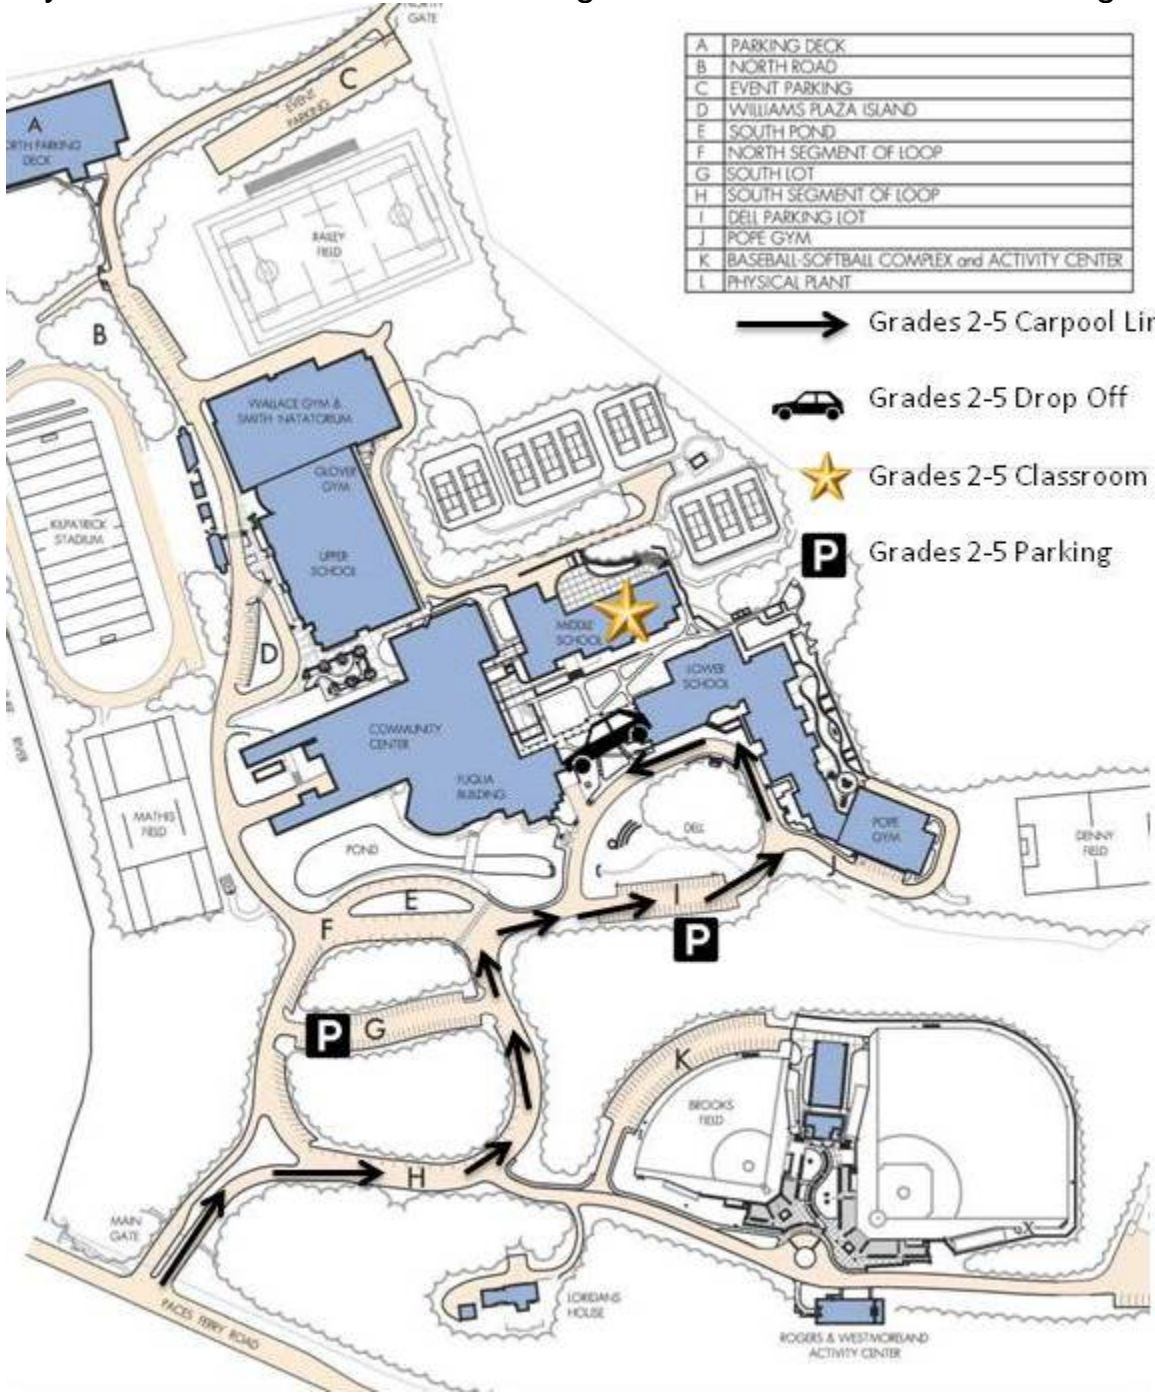 NORTH
GATE
C
EVENT
PARKING
A
PARKING
DECK
A PARKING DECK
B NORTH ROAD
C EVENT PARKING
D WILLIAMS PLAZA ISLAND
E SOUTH POND
F NORTH SEGMENT OF LOOP
G SOUTH LOT
H SOUTH SEGMENT OF LOOP
I DELL PARKING LOT
J POPE GYM
K BASEBALL-SOFTBALL COMPLEX and ACTIVITY CENTER
L PHYSICAL PLANT
Grades 2-5 Carpool
Grades 2-5 Drop Off
Grades 2-5 Classroom
P Grades 2-5 Parking
FIELD
B
WALLACE GYM &
SMITH NATATORIUM
GLOVER
GYM
KILPATRICK
STADIUM
UPPER
SCHOOL
MIDDLE
SCHOOL
D
LOWER
SCHOOL
RIVER
COMMUNITY
CENTER
FUQUA
BUILDING
MATHIS
FIELD
POND
DELL
POPE
GYM
DENNY
FIELD
J
I
E
F
P
P
G
K
BROOKS
FIELD
H
MAIN
GATE
PACES FERRY ROAD
LORIDANS
HOUSE
ROGERS & WESTMORELAND
ACTIVITY CENTER